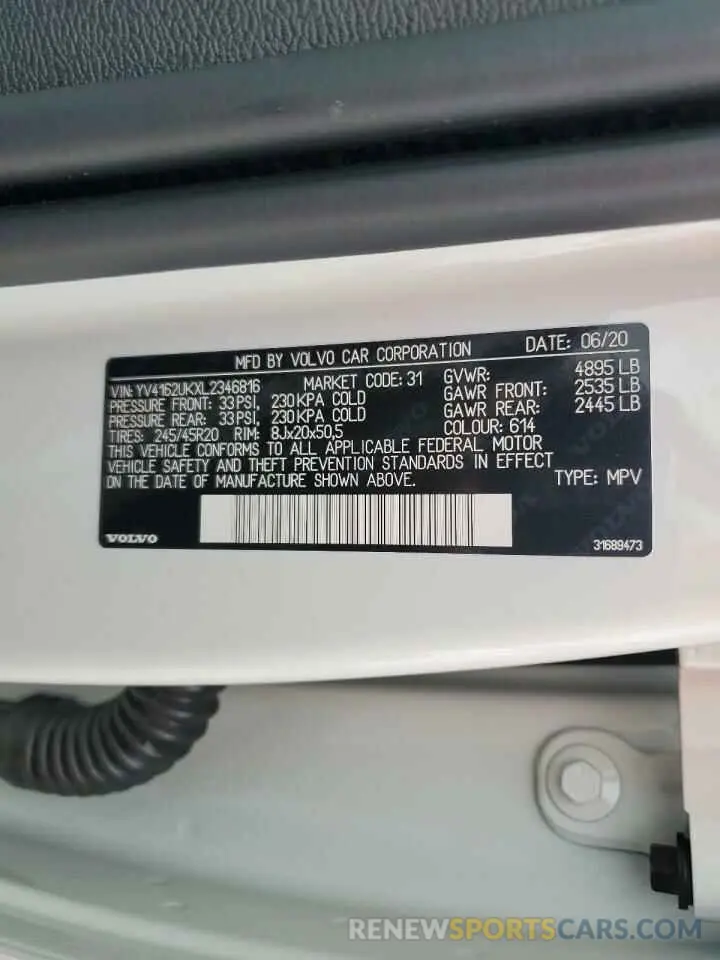 MFD BY VOLVO CAR CORPORATION DATE: 06/20
VIN: YV4162UKXL2346816 MARKET CODE: 31 GVWR: 4895 LB
PRESSURE FRONT: 33 PSI, 230 KPA COLD GAWR FRONT: 2535 LB
PRESSURE REAR: 33 PSI, 230 KPA COLD GAWR REAR: 2445 LB
TIRES: 245/45R20 RIM: 8Jx20x50,5 COLOUR: 614
THIS VEHICLE CONFORMS TO ALL APPLICABLE FEDERAL MOTOR
VEHICLE SAFETY AND THEFT PREVENTION STANDARDS IN EFFECT
ON THE DATE OF MANUFACTURE SHOWN ABOVE. TYPE: MPV
VOLVO 31689473
RENEWSPORTSCARS.COM